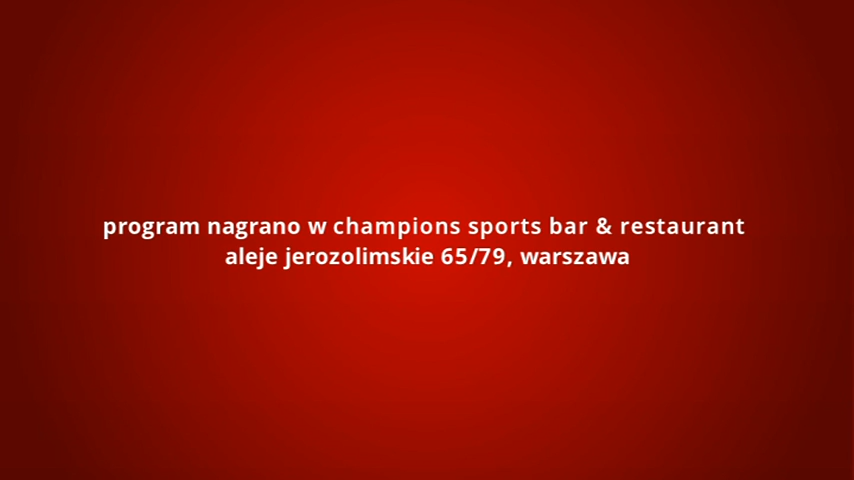 program nagrano w champions sports bar & restaurant
aleje jerozolimskie 65/79, warszawa